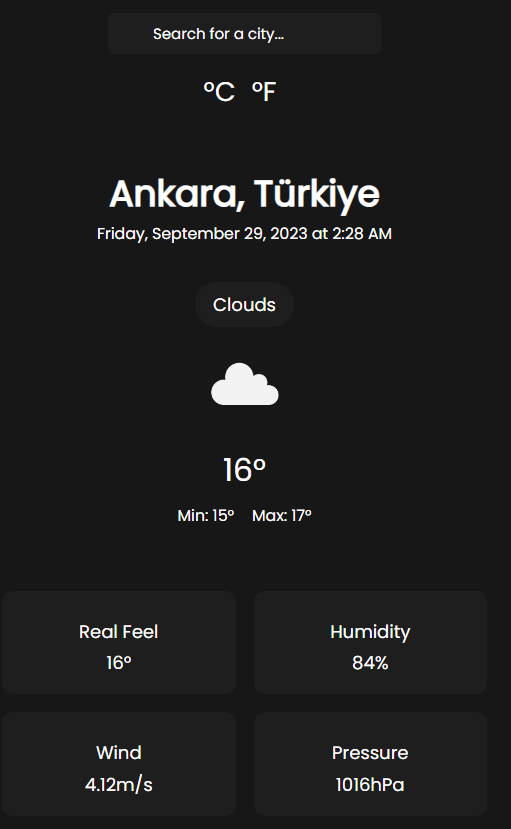 Search for a city...
°C °F
Ankara, Türkiye
Friday, September 29, 2023 at 2:28 AM
Clouds
16°
Min: 15° Max: 17°
Real Feel
16°
Humidity
84%
Wind
4.12m/s
Pressure
1016hPa